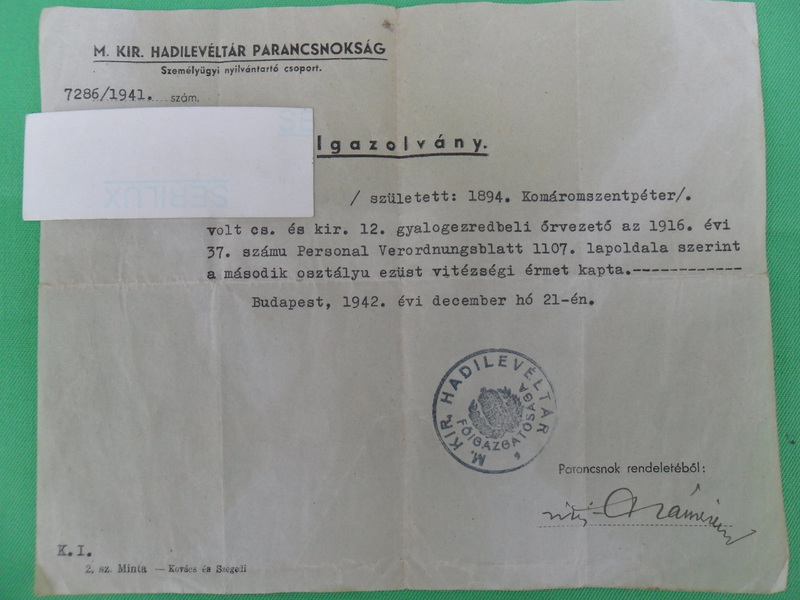 M. KIR. HADILEVÉLTÁR PARANCSNOKSÁG
Személyügyi nyilvántartó csoport.
7286/1941. szám.
SERILUX
Igazolvány.
/ született: 1894. Komáromszentpéter/.
volt cs. és kir. 12. gyalogezredbeli őrvezető az 1916. évi
37. számu Personal Verordnungsblatt 1107. lapoldala szerint
a második osztályu ezüst vitézségi érmet kapta.------------
Budapest, 1942. évi december hó 21-én.
M. KIR. HADILEVÉLTÁR
FŐIGAZGATÓSÁGA
Parancsnok rendeletéből:
K.I.
2. sz. Minta — Kovács és Szegedi